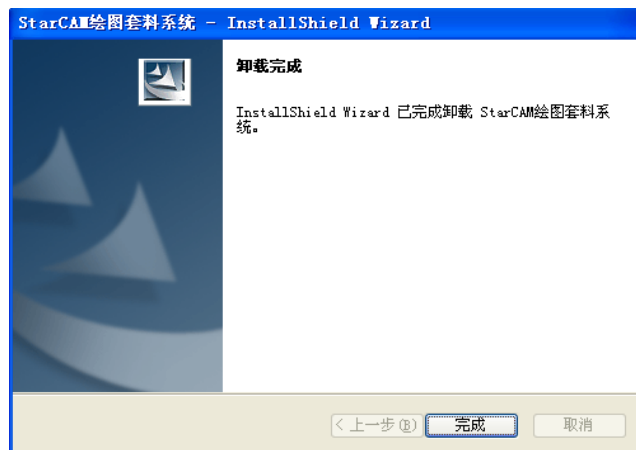 StarCAM绘图套料系统 - InstallShield Wizard
卸载完成
InstallShield Wizard 已完成卸载 StarCAM绘图套料系
统。
< 上一步(B) 完成 取消